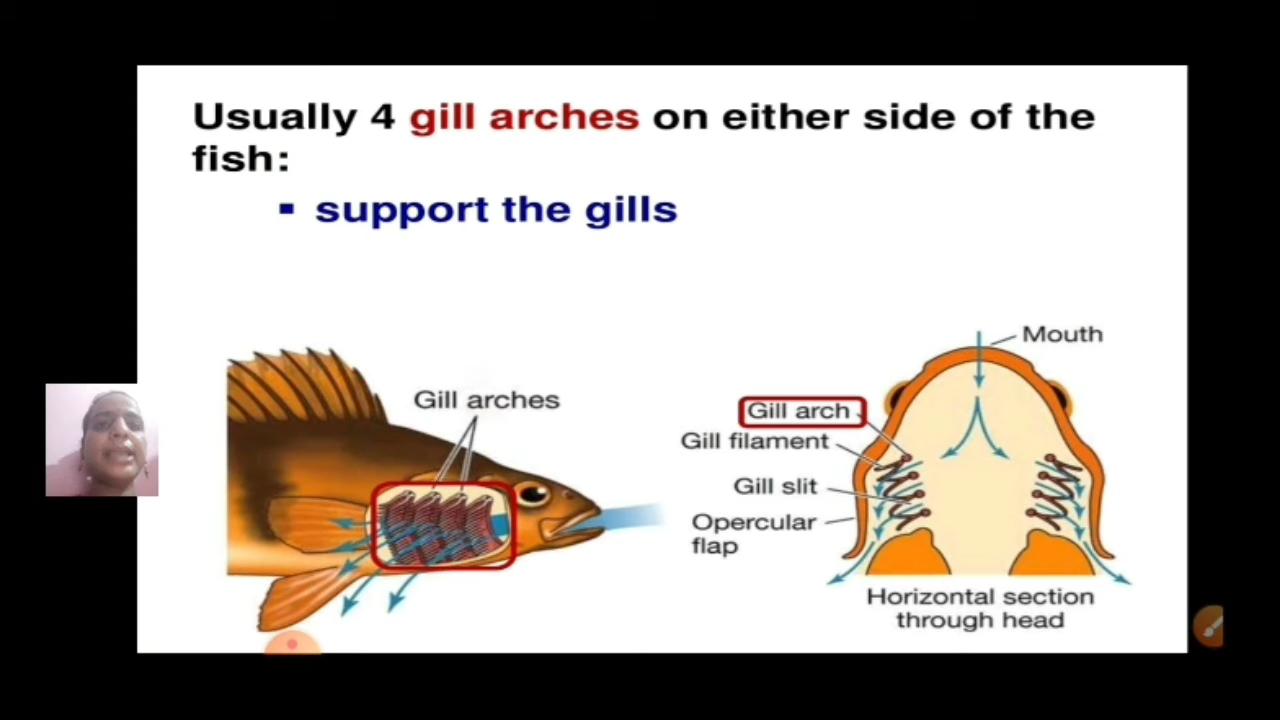 Usually 4 gill arches on either side of the
fish:
▪ support the gills
Gill arches
Mouth
Gill arch
Gill filament
Gill slit
Opercular
flap
Horizontal section
through head